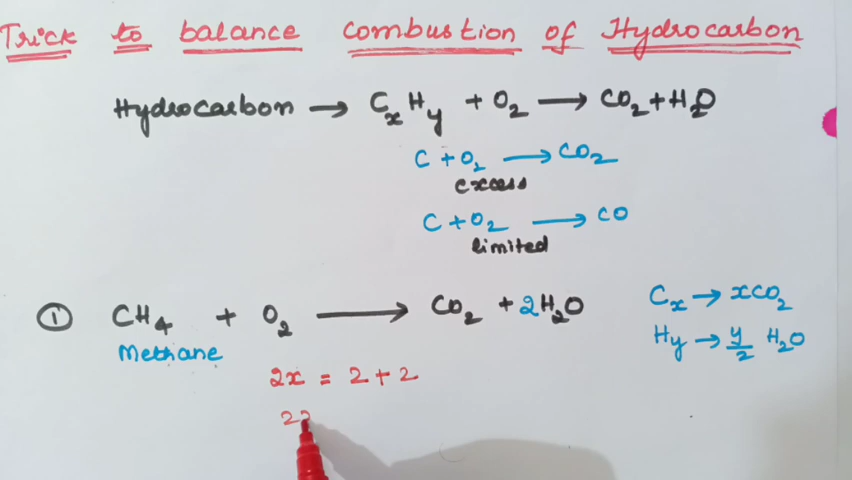 Trick to balance combustion of Hydrocarbon
Hydrocarbon → CxHy + O2 → CO2 + H2O
C + O2 → CO2
excess
C + O2 → CO
limited
① CH4 + O2 → CO2 + 2H2O
Methane
Cx → xCO2
Hy → y/2 H2O
2x = 2 + 2